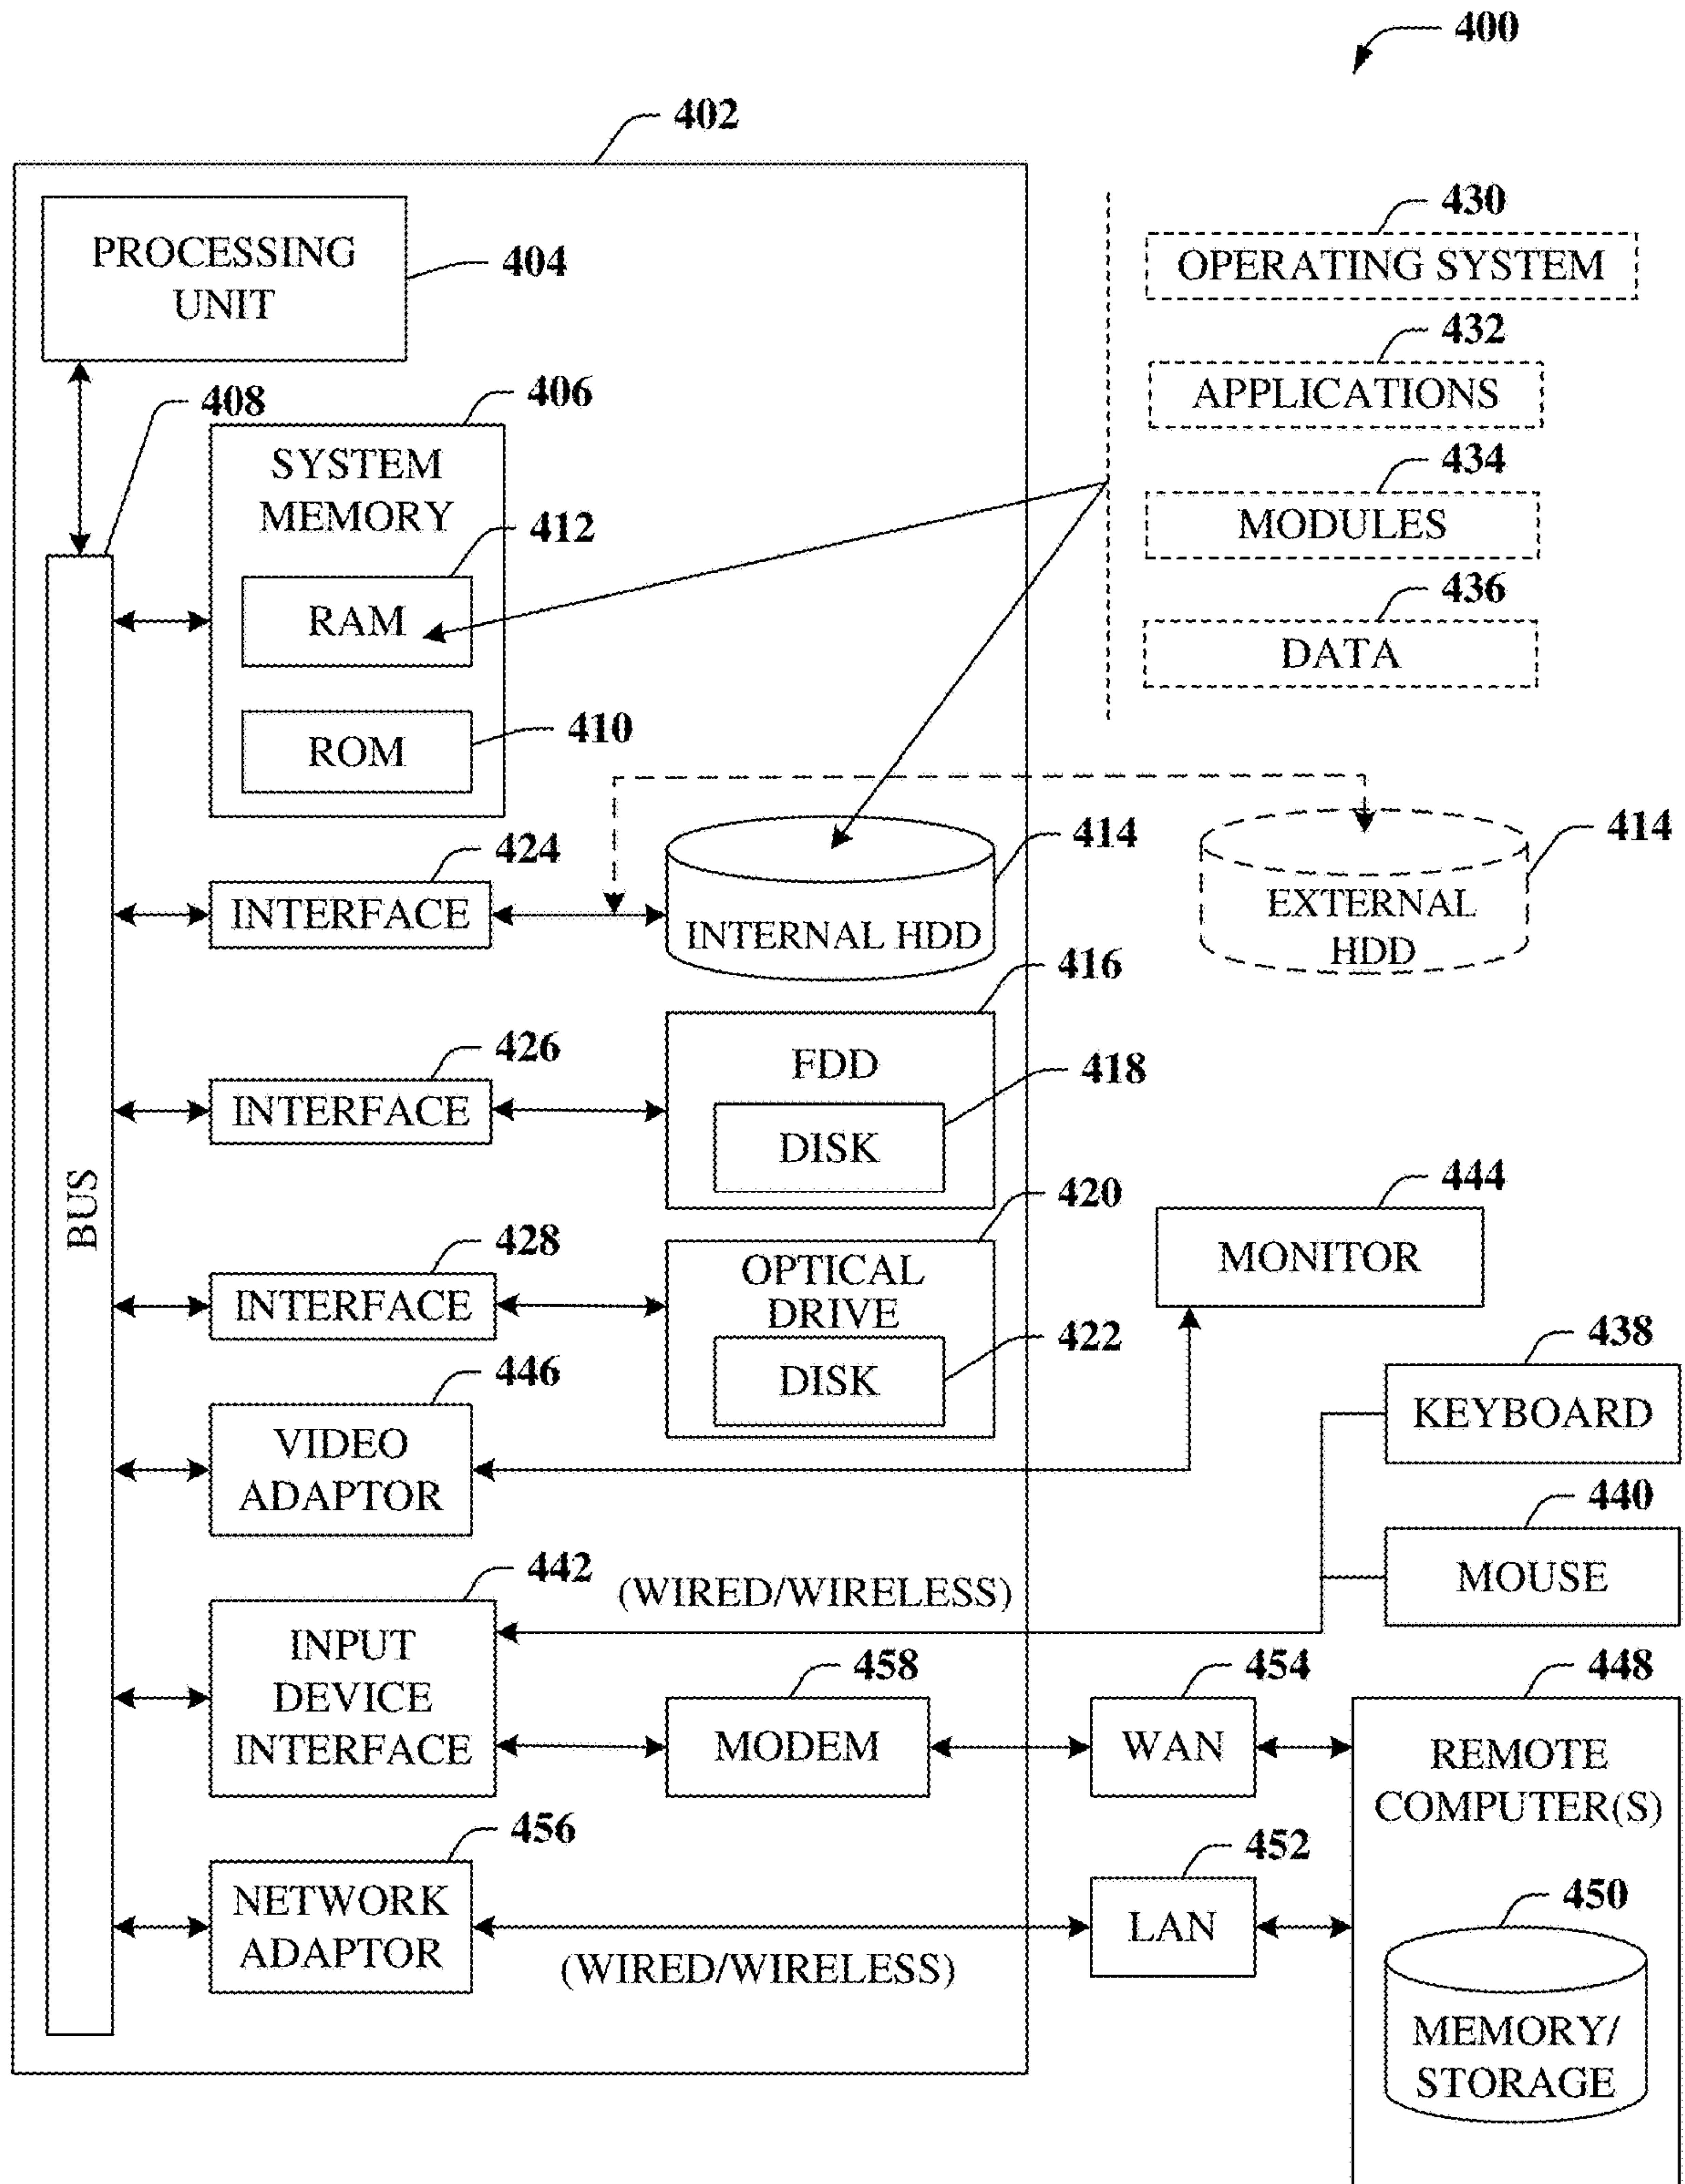 400
402
PROCESSING
UNIT
404
430
OPERATING SYSTEM
432
APPLICATIONS
434
MODULES
436
DATA
408
406
SYSTEM
MEMORY
412
RAM
410
ROM
BUS
424
INTERFACE
414
INTERNAL HDD
414
EXTERNAL
HDD
426
INTERFACE
416
FDD
418
DISK
428
INTERFACE
420
OPTICAL
DRIVE
422
DISK
444
MONITOR
446
VIDEO
ADAPTOR
438
KEYBOARD
440
MOUSE
442
INPUT
DEVICE
INTERFACE
(WIRED/WIRELESS)
458
MODEM
454
WAN
448
REMOTE
COMPUTER(S)
456
NETWORK
ADAPTOR
(WIRED/WIRELESS)
452
LAN
450
MEMORY/
STORAGE